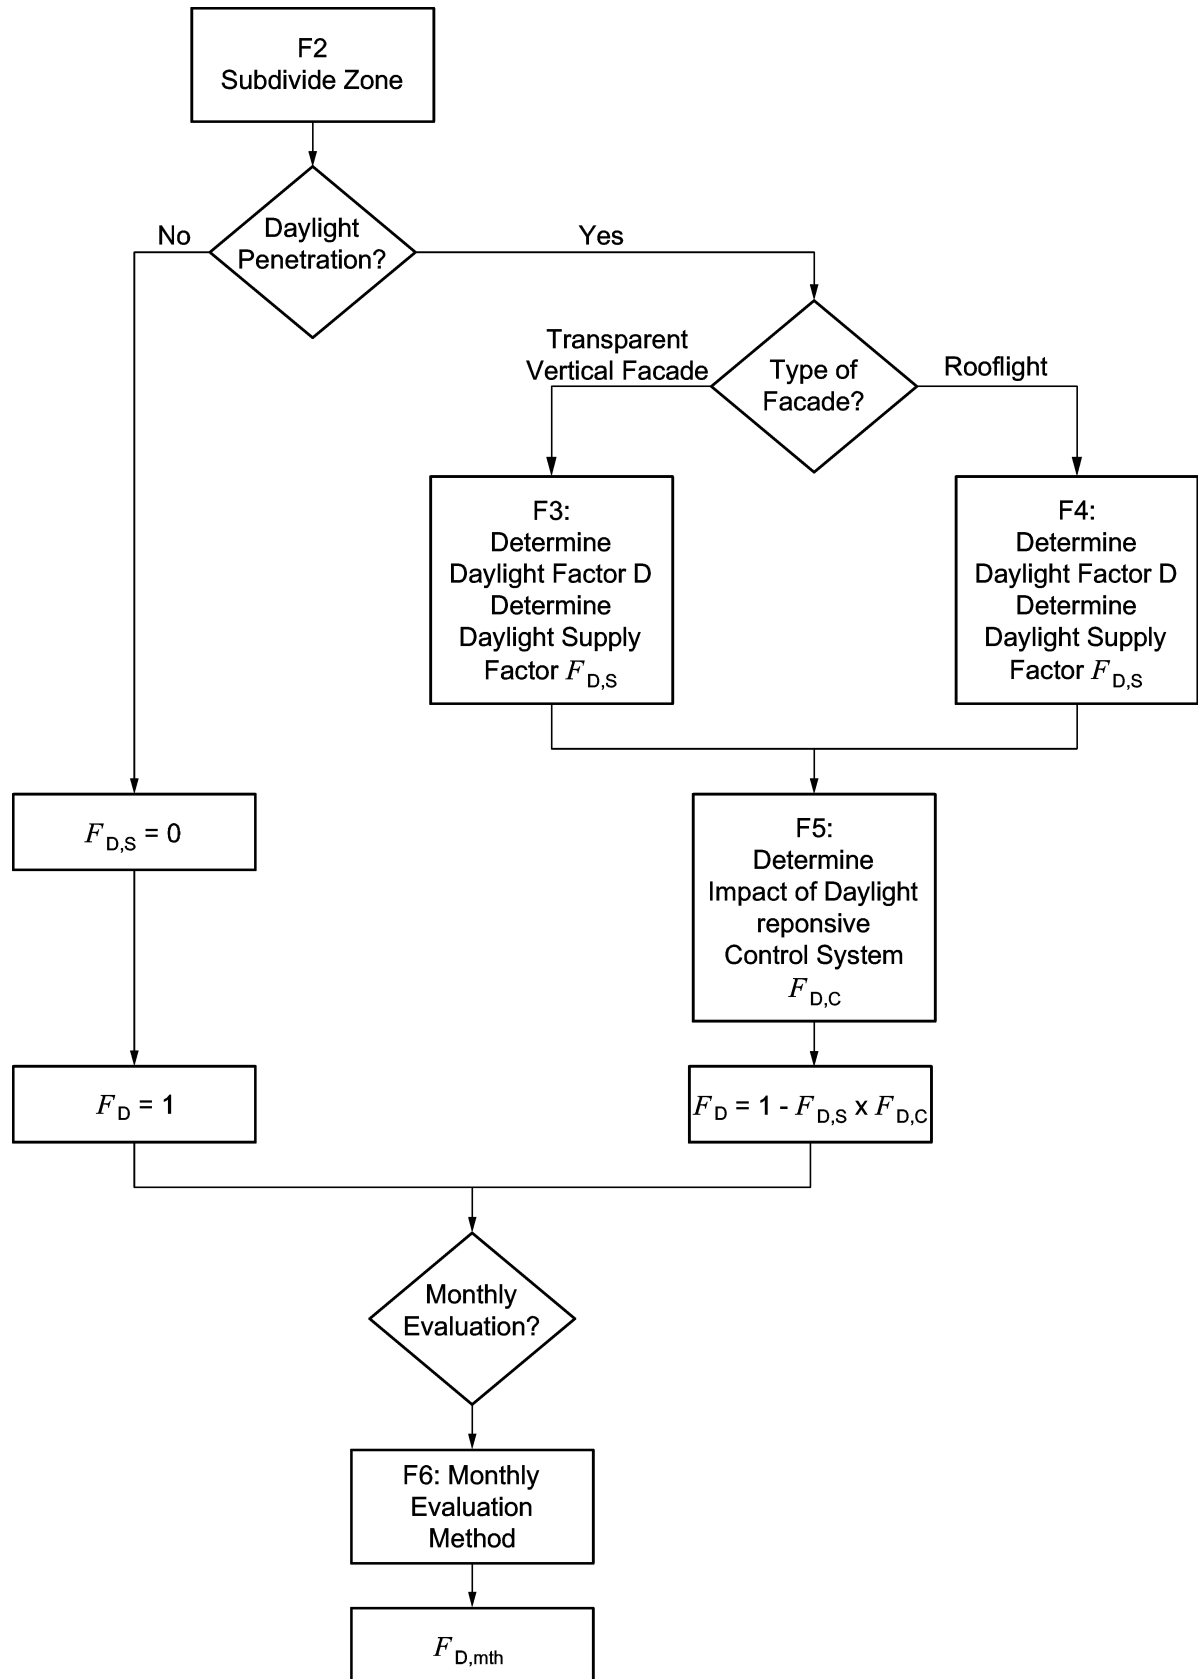 F2
Subdivide Zone
No
Daylight
Penetration?
Yes
Transparent
Vertical Facade
Type of
Facade?
Rooflight
F3:
Determine
Daylight Factor D
Determine
Daylight Supply
Factor F D,S
F4:
Determine
Daylight Factor D
Determine
Daylight Supply
Factor F D,S
F D,S = 0
F5:
Determine
Impact of Daylight
reponsive
Control System
F D,C
F D = 1
F D = 1 - F D,S x F D,C
Monthly
Evaluation?
F6: Monthly
Evaluation
Method
F D,mth